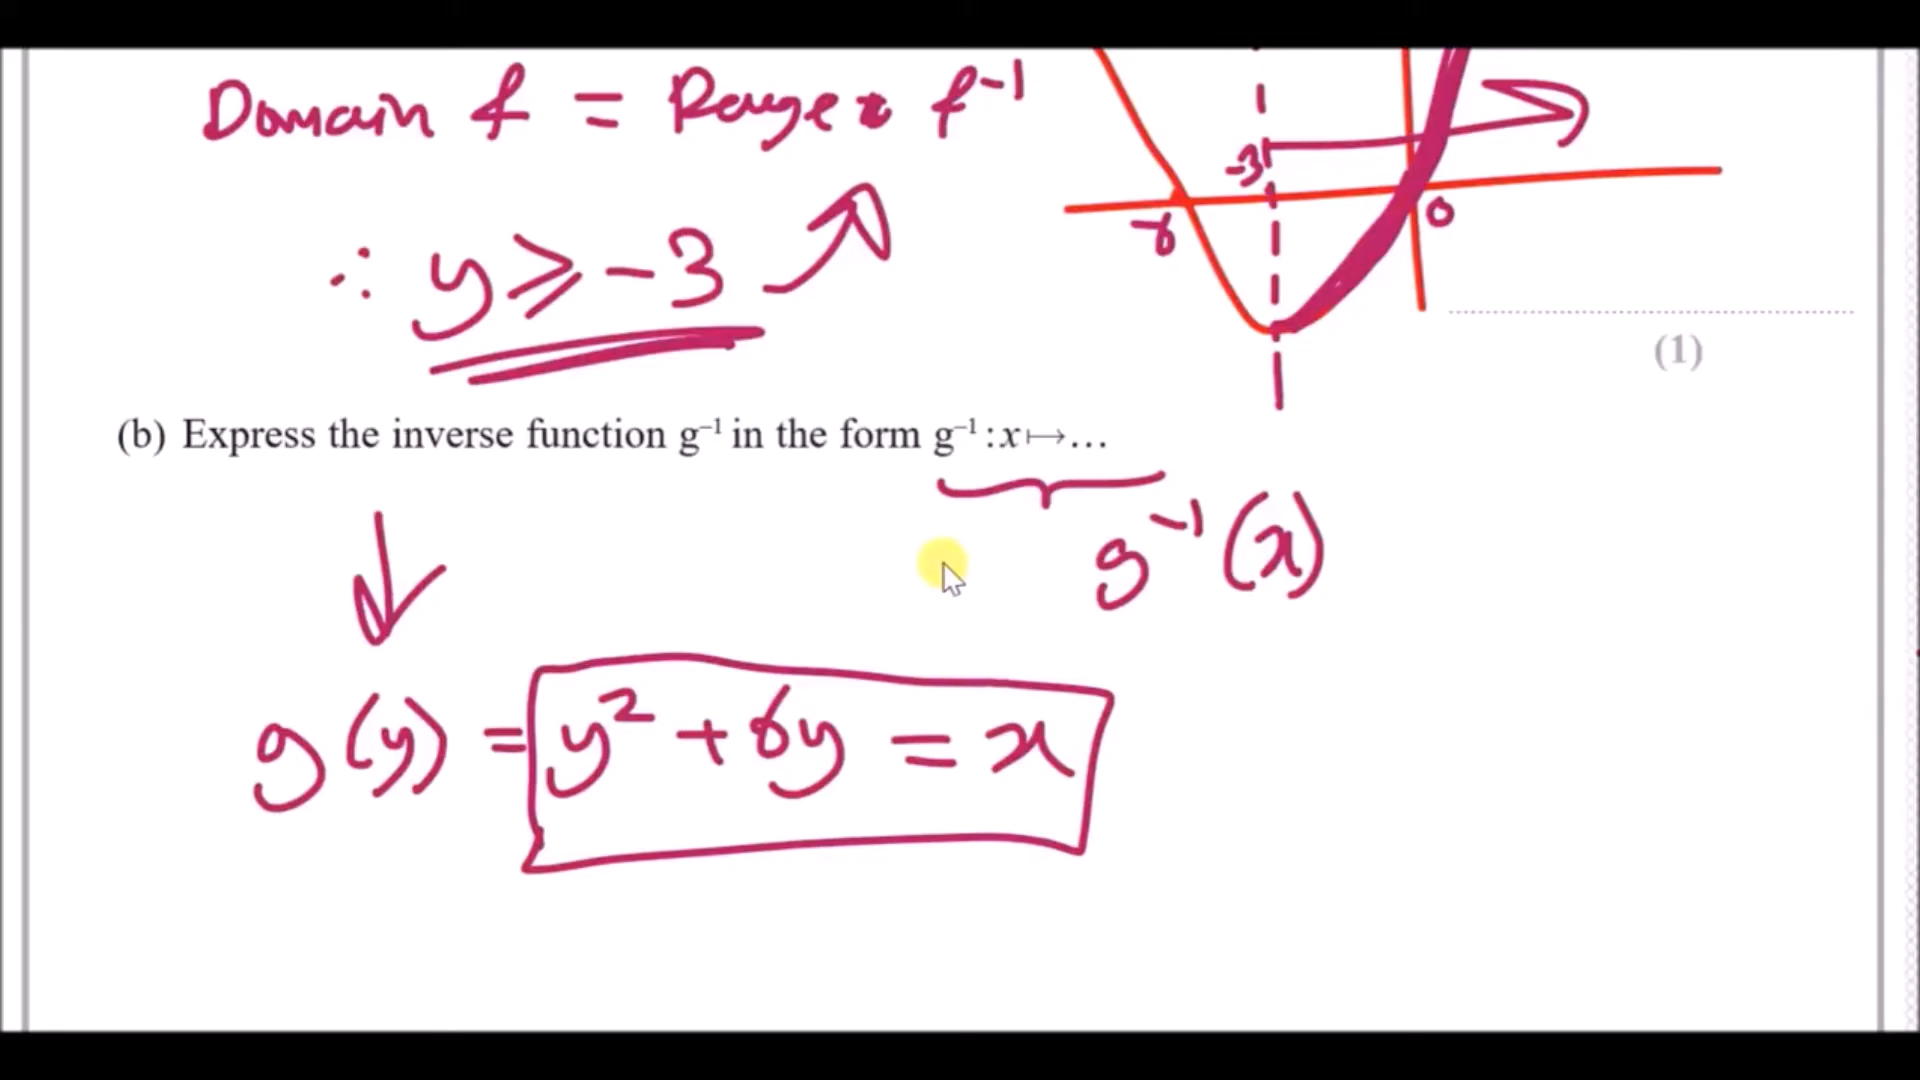 Domain f = Range f⁻¹
-3
-6
0
∴ y ⩾ -3
(1)
(b) Express the inverse function g⁻¹ in the form g⁻¹ : x ↦ ...
g⁻¹(x)
g(y) = y² + 6y = x